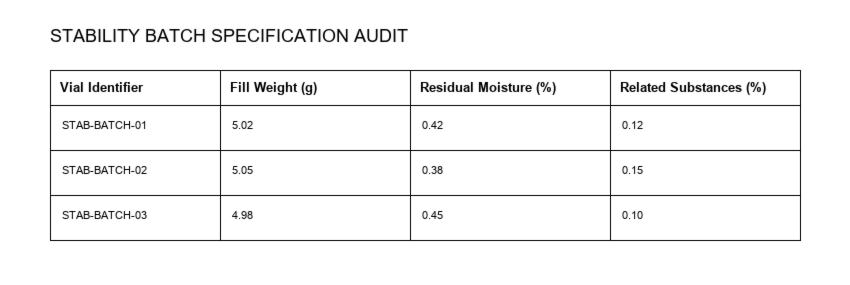 STABILITY BATCH SPECIFICATION AUDIT
Vial Identifier Fill Weight (g) Residual Moisture (%) Related Substances (%)
STAB-BATCH-01 5.02 0.42 0.12
STAB-BATCH-02 5.05 0.38 0.15
STAB-BATCH-03 4.98 0.45 0.10